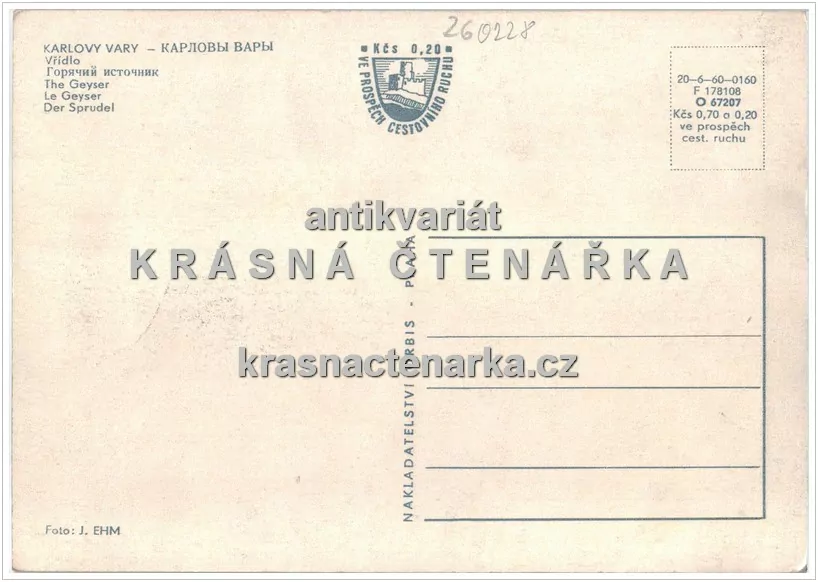 260228
KARLOVY VARY – КАРЛОВЫ ВАРЫ
Vřídlo
Горячий источник
The Geyser
Le Geyser
Der Sprudel
Kčs 0,20
VE PROSPĚCH CESTOVNÍHO RUCHU
20–6–60–0160
F 178108
O 67207
Kčs 0,70 a 0,20
ve prospěch
cest. ruchu
antikvariát
KRÁSNÁ ČTENÁŘKA
krasnactenarka.cz
NAKLADATELSTVÍ ORBIS - PRAHA
Foto: J. EHM